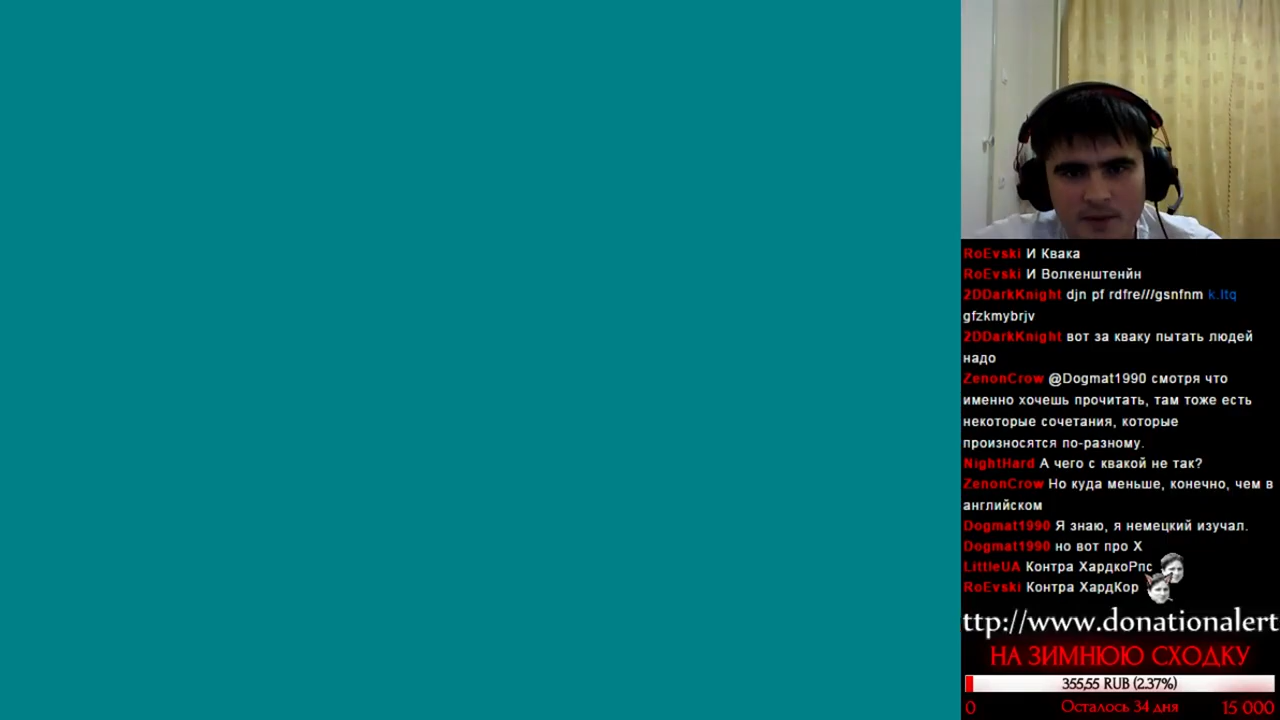 RoEvski И Квака
RoEvski И Волкенштенйн
2DDarkKnight djn pf rdfre///gsnfnm k.ltq
gfzkmybrjv
2DDarkKnight вот за кваку пытать людей
надо
ZenonCrow @Dogmat1990 смотря что
именно хочешь прочитать, там тоже есть
некоторые сочетания, которые
произносятся по-разному.
NightHard А чего с квакой не так?
ZenonCrow Но куда меньше, конечно, чем в
английском
Dogmat1990 Я знаю, я немецкий изучал.
Dogmat1990 но вот про Х
LittleUA Контра ХардкоРпс
RoEvski Контра ХардКор
ttp://www.donationalert
НА ЗИМНЮЮ СХОДКУ
355,55 RUB (2.37%)
0 Осталось 34 дня 15 000